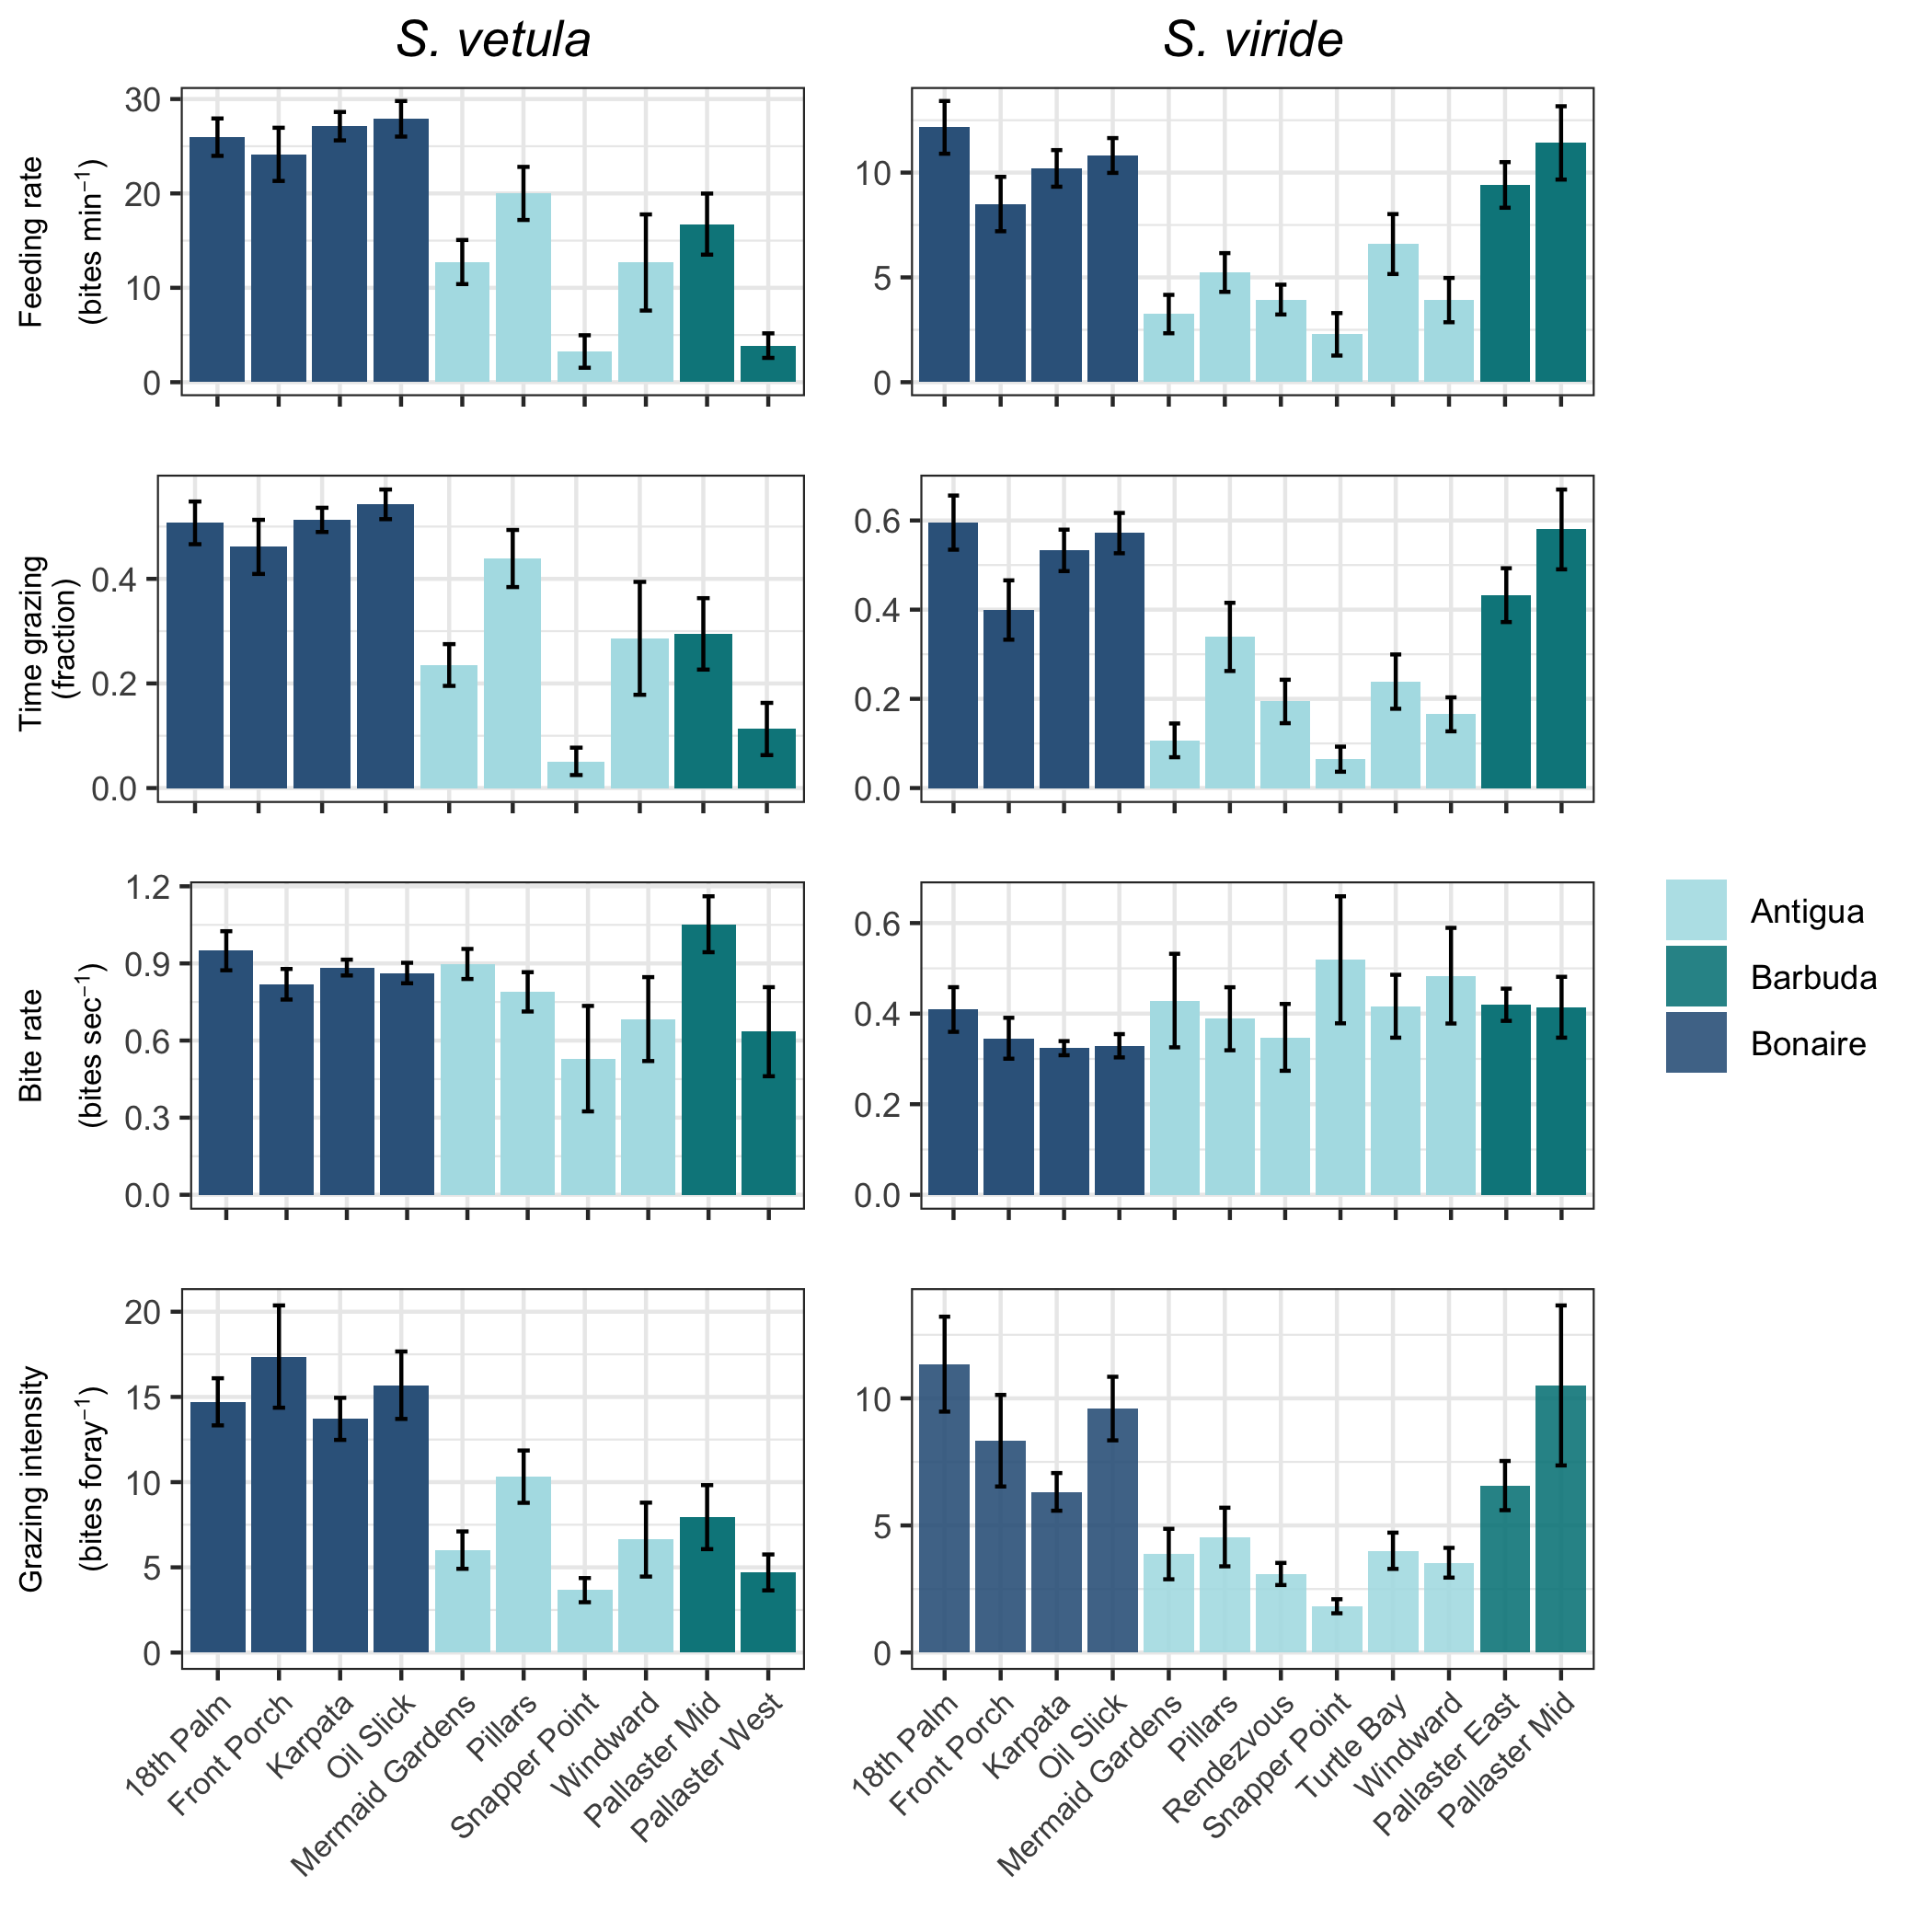 S. vetula
S. viride
Feeding rate
(bites min⁻¹)
30
20
10
0
10
5
0
Time grazing
(fraction)
0.4
0.2
0.0
0.6
0.4
0.2
0.0
Bite rate
(bites sec⁻¹)
1.2
0.9
0.6
0.3
0.0
0.6
0.4
0.2
0.0
Antigua
Barbuda
Bonaire
Grazing intensity
(bites foray⁻¹)
20
15
10
5
0
10
5
0
18th Palm
Front Porch
Karpata
Oil Slick
Mermaid Gardens
Pillars
Snapper Point
Windward
Pallaster Mid
Pallaster West
18th Palm
Front Porch
Karpata
Oil Slick
Mermaid Gardens
Pillars
Rendezvous
Snapper Point
Turtle Bay
Windward
Pallaster East
Pallaster Mid